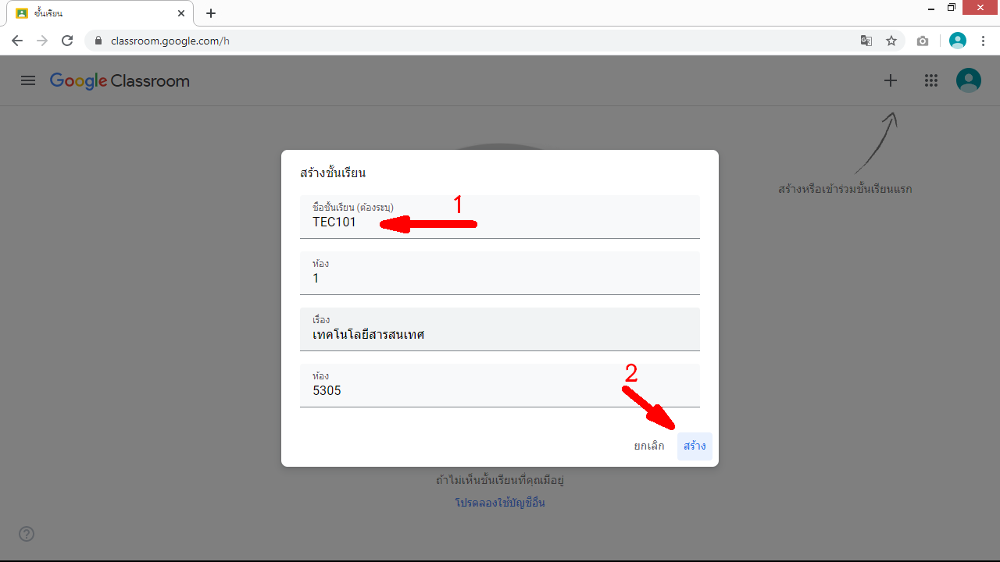 ชั้นเรียน
classroom.google.com/h
Google Classroom
สร้างหรือเข้าร่วมชั้นเรียนแรก
สร้างชั้นเรียน
ชื่อชั้นเรียน (ต้องระบุ)
1
TEC101
ห้อง
1
เรื่อง
เทคโนโลยีสารสนเทศ
ห้อง
2
5305
ยกเลิก
สร้าง
ถ้าไม่เห็นชั้นเรียนที่คุณมีอยู่
โปรดลองใช้บัญชีอื่น